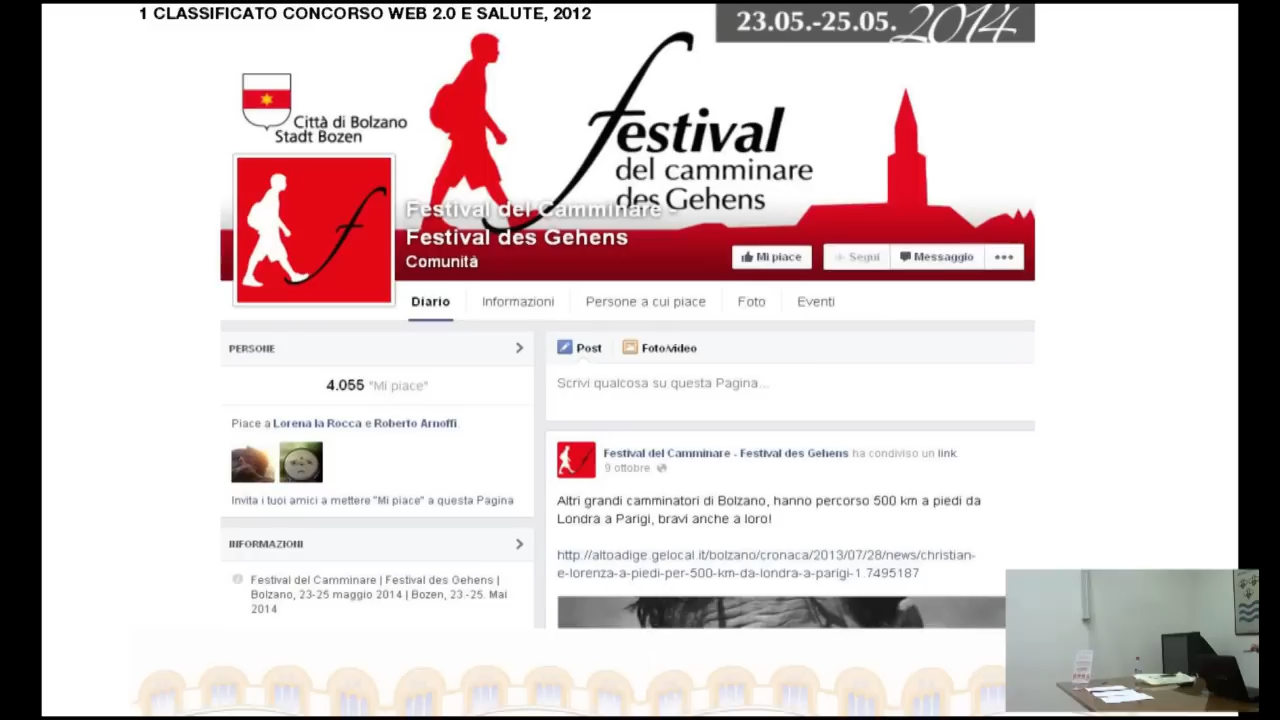 1 CLASSIFICATO CONCORSO WEB 2.0 E SALUTE, 2012
23.05.-25.05. 2014
Città di Bolzano
Stadt Bozen
festival
del camminare
des Gehens
Festival del Camminare -
Festival des Gehens
Comunità
Mi piace
Segui
Messaggio
Diario
Informazioni
Persone a cui piace
Foto
Eventi
PERSONE
4.055 "Mi piace"
Piace a Lorena la Rocca e Roberto Arnoffi.
Invita i tuoi amici a mettere "Mi piace" a questa Pagina
INFORMAZIONI
Festival del Camminare | Festival des Gehens |
Bolzano, 23-25 maggio 2014 | Bozen, 23.-25. Mai
2014
Post
Foto/video
Scrivi qualcosa su questa Pagina...
Festival del Camminare - Festival des Gehens ha condiviso un link.
9 ottobre
Altri grandi camminatori di Bolzano, hanno percorso 500 km a piedi da
Londra a Parigi, bravi anche a loro!
http://altoadige.gelocal.it/bolzano/cronaca/2013/07/28/news/christian-
e-lorenza-a-piedi-per-500-km-da-londra-a-parigi-1.7495187